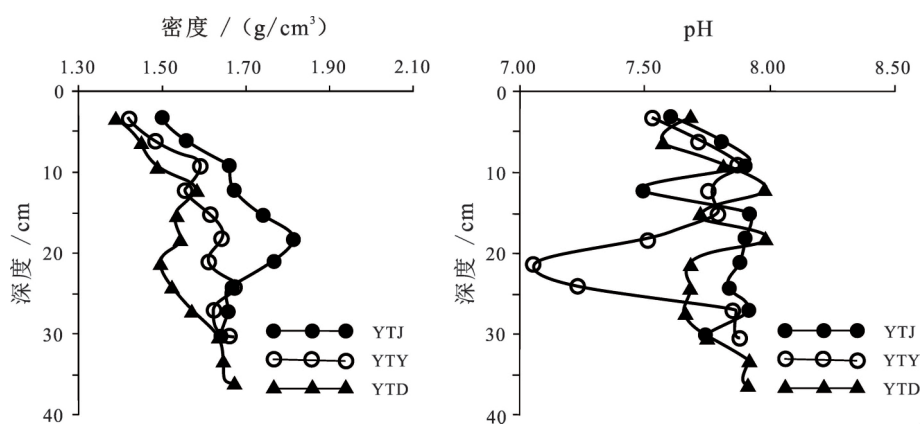 密度 / （g/cm³）
1.30 1.50 1.70 1.90 2.10
0
10
20
30
40
深度 /cm
YTJ
YTY
YTD
pH
7.00 7.50 8.00 8.50
0
10
20
30
40
深度 /cm
YTJ
YTY
YTD